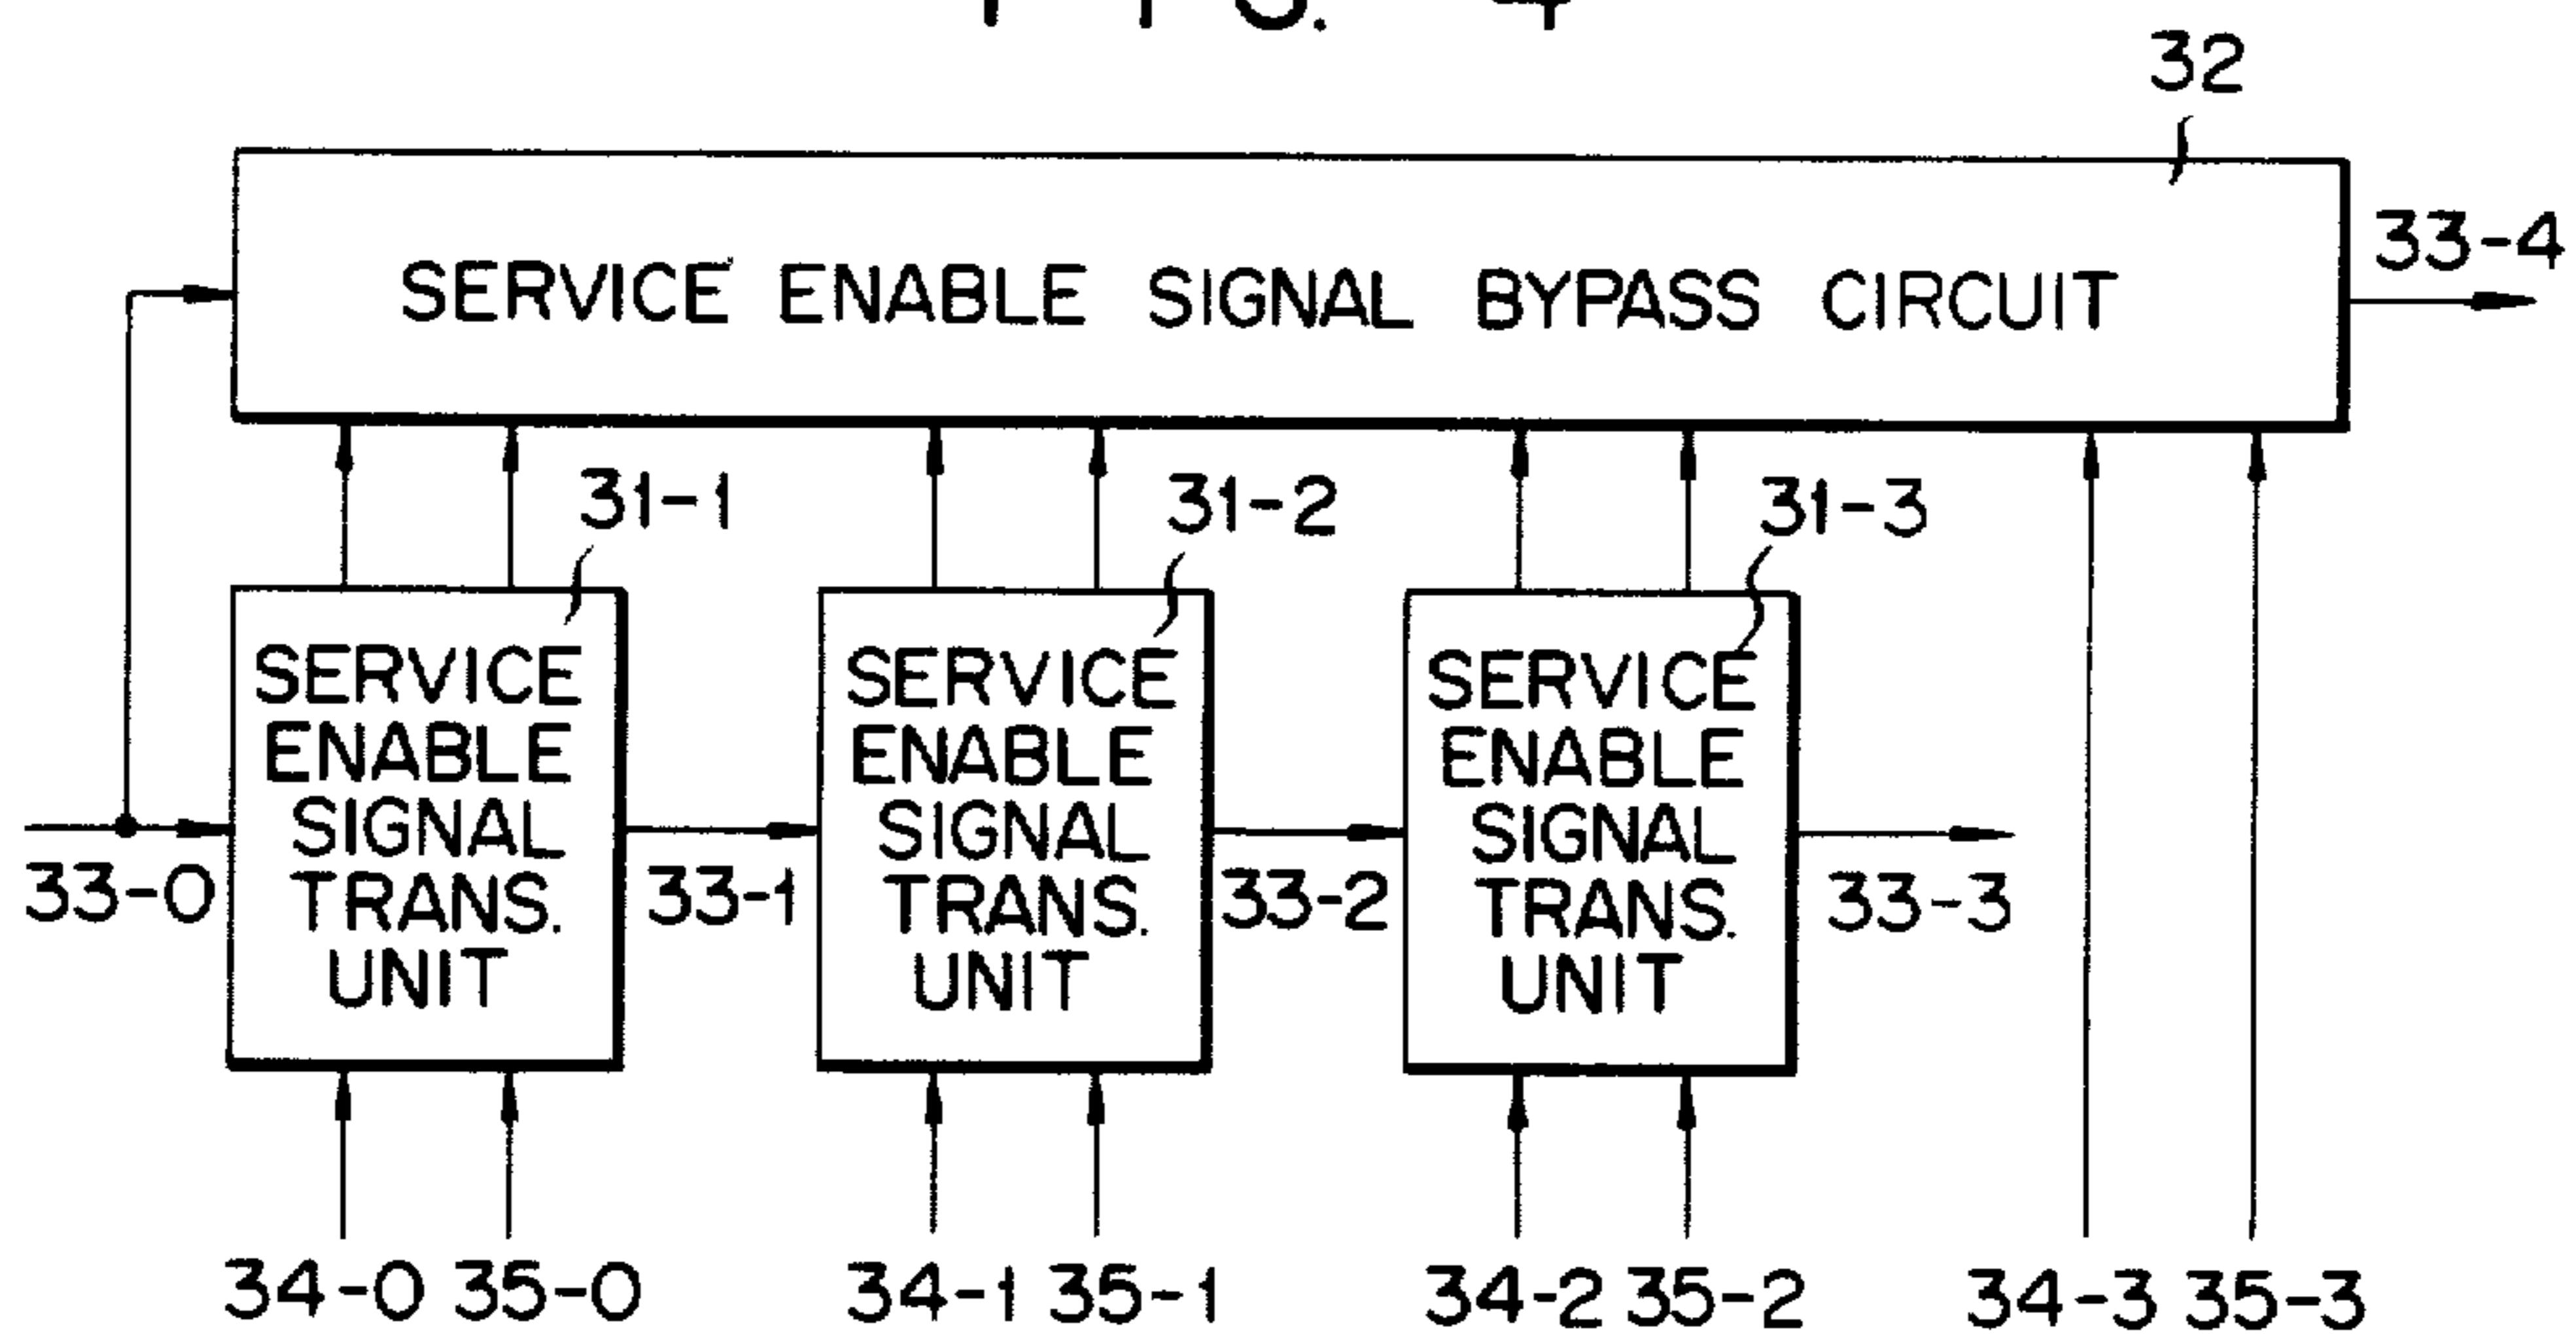 FIG. 4
32
33-4
SERVICE ENABLE SIGNAL BYPASS CIRCUIT
31-1
31-2
31-3
SERVICE
ENABLE
SIGNAL
TRANS.
UNIT
SERVICE
ENABLE
SIGNAL
TRANS.
UNIT
SERVICE
ENABLE
SIGNAL
TRANS.
UNIT
33-0
33-1
33-2
33-3
34-0 35-0
34-1 35-1
34-2 35-2
34-3 35-3